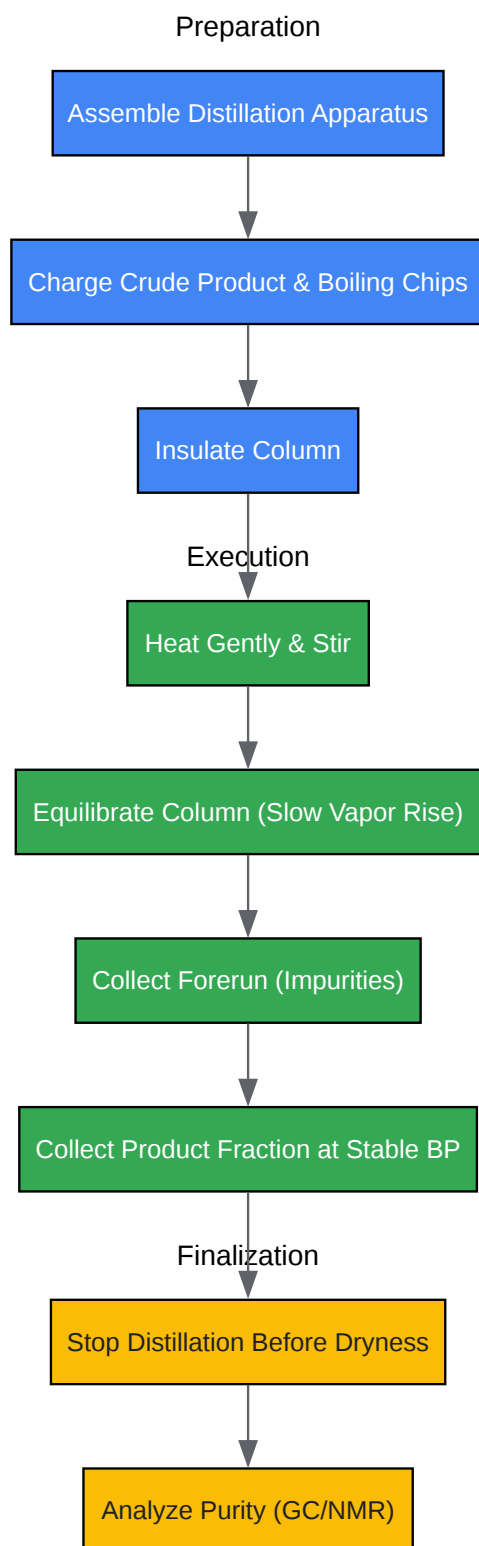 Preparation
Assemble Distillation Apparatus
Charge Crude Product & Boiling Chips
Insulate Column
Execution
Heat Gently & Stir
Equilibrate Column (Slow Vapor Rise)
Collect Forerun (Impurities)
Collect Product Fraction at Stable BP
Finalization
Stop Distillation Before Dryness
Analyze Purity (GC/NMR)